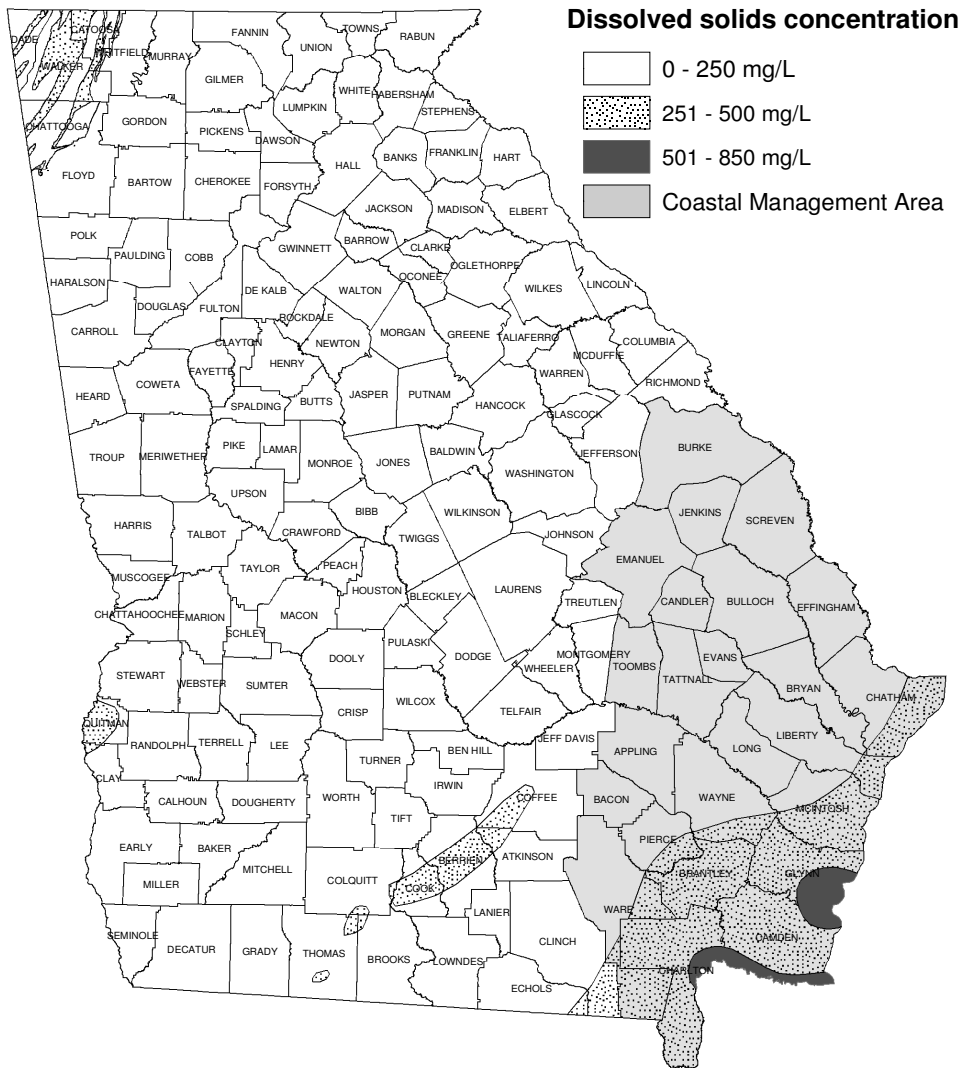 Dissolved solids concentration
0 - 250 mg/L
251 - 500 mg/L
501 - 850 mg/L
Coastal Management Area
DADE
CATOOSA
WHITFIELD
WALKER
MURRAY
FANNIN
UNION
TOWNS
RABUN
GILMER
WHITE
HABERSHAM
LUMPKIN
STEPHENS
CHATTOOGA
GORDON
PICKENS
DAWSON
HALL
BANKS
FRANKLIN
HART
FLOYD
BARTOW
CHEROKEE
FORSYTH
JACKSON
MADISON
ELBERT
POLK
PAULDING
COBB
GWINNETT
BARROW
CLARKE
OCONEE
OGLETHORPE
HARALSON
DE KALB
WALTON
WILKES
LINCOLN
DOUGLAS
FULTON
ROCKDALE
CARROLL
CLAYTON
NEWTON
MORGAN
GREENE
TALIAFERRO
COLUMBIA
MCDUFFIE
FAYETTE
HENRY
WARREN
RICHMOND
HEARD
COWETA
SPALDING
BUTTS
JASPER
PUTNAM
HANCOCK
GLASCOCK
TROUP
MERIWETHER
PIKE
LAMAR
MONROE
JONES
BALDWIN
WASHINGTON
JEFFERSON
BURKE
UPSON
HARRIS
TALBOT
CRAWFORD
BIBB
WILKINSON
TWIGGS
JOHNSON
JENKINS
SCREVEN
EMANUEL
MUSCOGEE
TAYLOR
PEACH
HOUSTON
BLECKLEY
LAURENS
TREUTLEN
CANDLER
BULLOCH
EFFINGHAM
CHATTAHOOCHEE
MARION
MACON
SCHLEY
DOOLY
PULASKI
DODGE
WHEELER
MONTGOMERY
TOOMBS
EVANS
TATTNALL
STEWART
WEBSTER
SUMTER
CRISP
WILCOX
TELFAIR
BRYAN
CHATHAM
QUITMAN
RANDOLPH
TERRELL
LEE
TURNER
BEN HILL
JEFF DAVIS
APPLING
LONG
LIBERTY
CLAY
CALHOUN
DOUGHERTY
WORTH
IRWIN
COFFEE
BACON
WAYNE
MCINTOSH
TIFT
EARLY
BAKER
MITCHELL
COLQUITT
BERRIEN
ATKINSON
PIERCE
BRANTLEY
GLYNN
MILLER
COOK
LANIER
WARE
SEMINOLE
DECATUR
GRADY
THOMAS
BROOKS
LOWNDES
CLINCH
ECHOLS
CAMDEN
CHARLTON